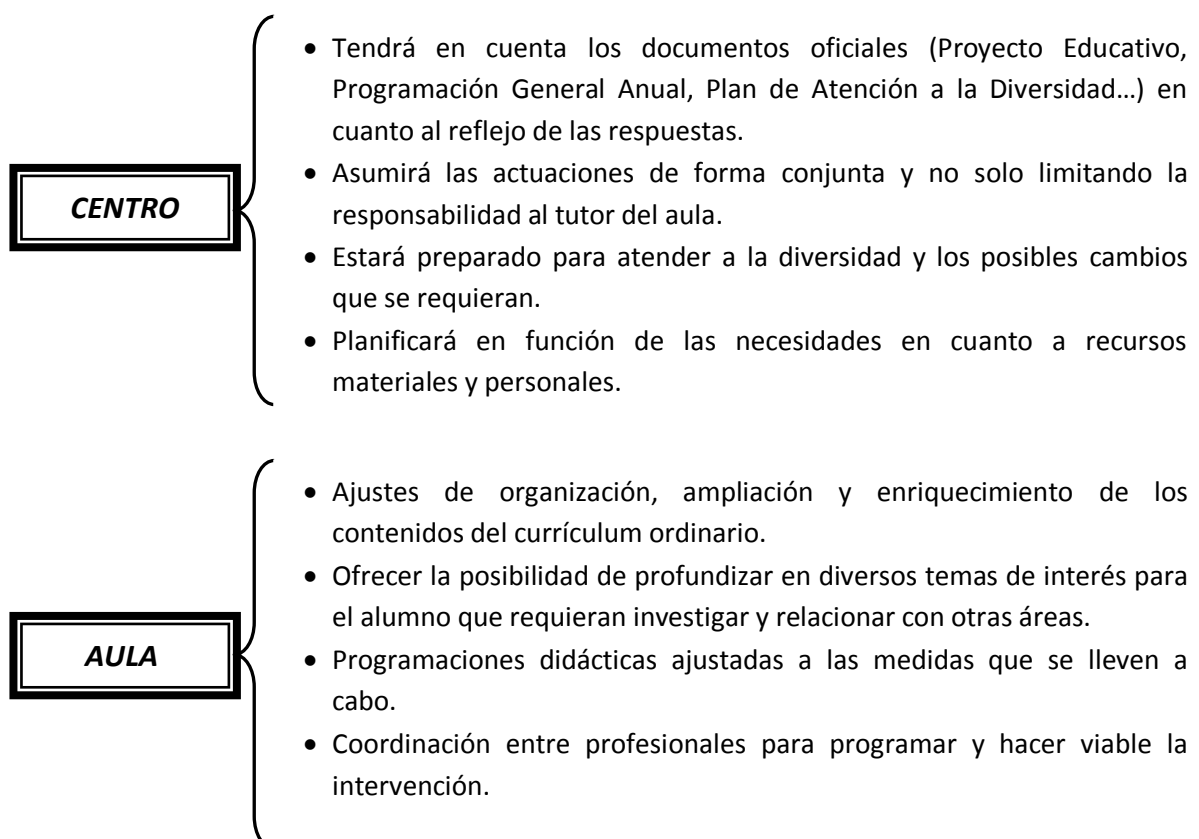 • Tendrá en cuenta los documentos oficiales (Proyecto Educativo,
Programación General Anual, Plan de Atención a la Diversidad…) en
cuanto al reflejo de las respuestas.
• Asumirá las actuaciones de forma conjunta y no solo limitando la
responsabilidad al tutor del aula.
CENTRO
• Estará preparado para atender a la diversidad y los posibles cambios
que se requieran.
• Planificará en función de las necesidades en cuanto a recursos
materiales y personales.
• Ajustes de organización, ampliación y enriquecimiento de los
contenidos del currículum ordinario.
• Ofrecer la posibilidad de profundizar en diversos temas de interés para
el alumno que requieran investigar y relacionar con otras áreas.
AULA
• Programaciones didácticas ajustadas a las medidas que se lleven a
cabo.
• Coordinación entre profesionales para programar y hacer viable la
intervención.